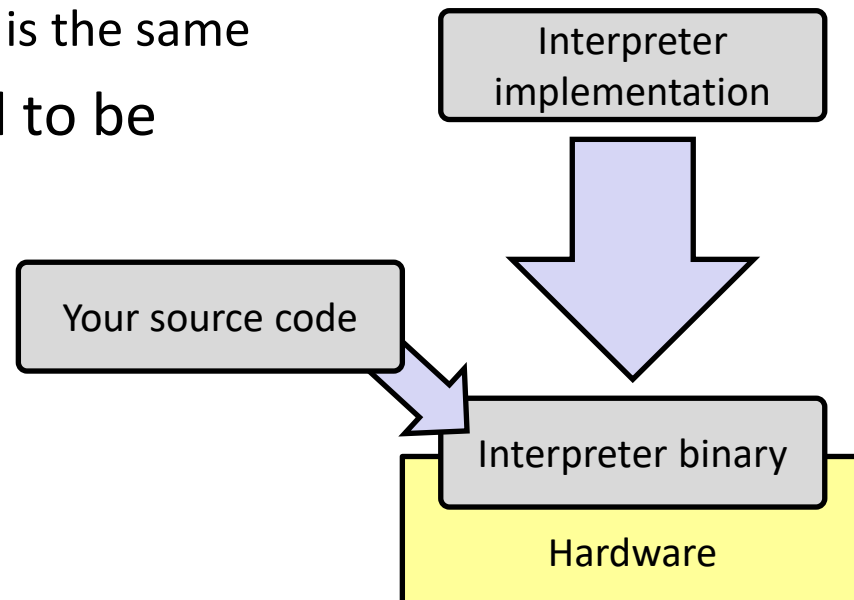 is the same
to be
Interpreter
implementation
Your source code
Interpreter binary
Hardware